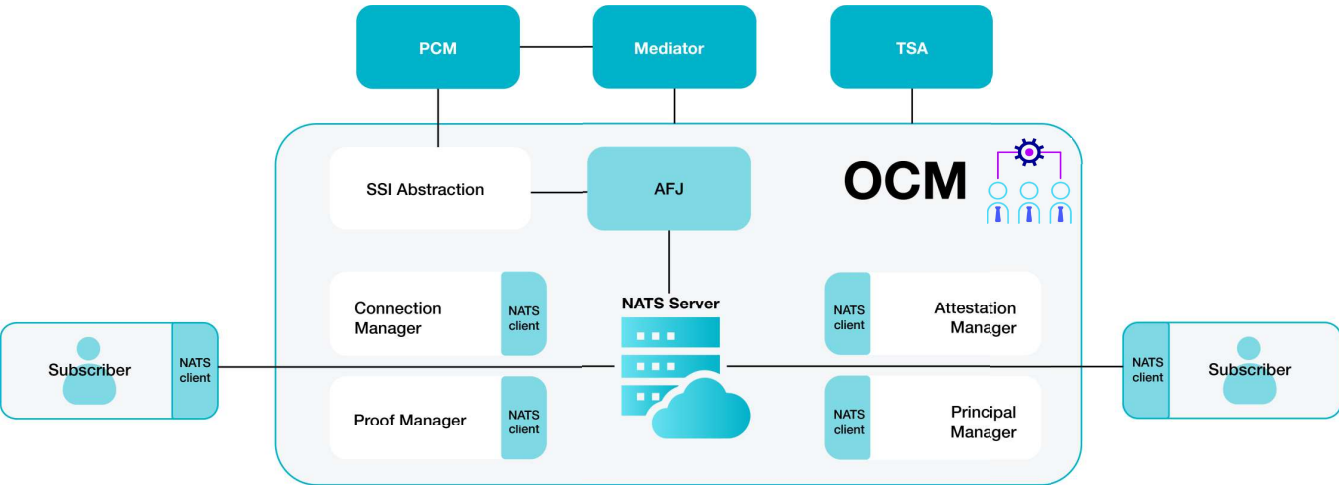 PCM
Mediator
TSA
SSI Abstraction
AFJ
OCM
Connection
Manager
NATS
client
NATS Server
NATS
client
Attestation
Manager
Subscriber
NATS
client
NATS
client
Subscriber
Proof Manager
NATS
client
NATS
client
Principal
Manager